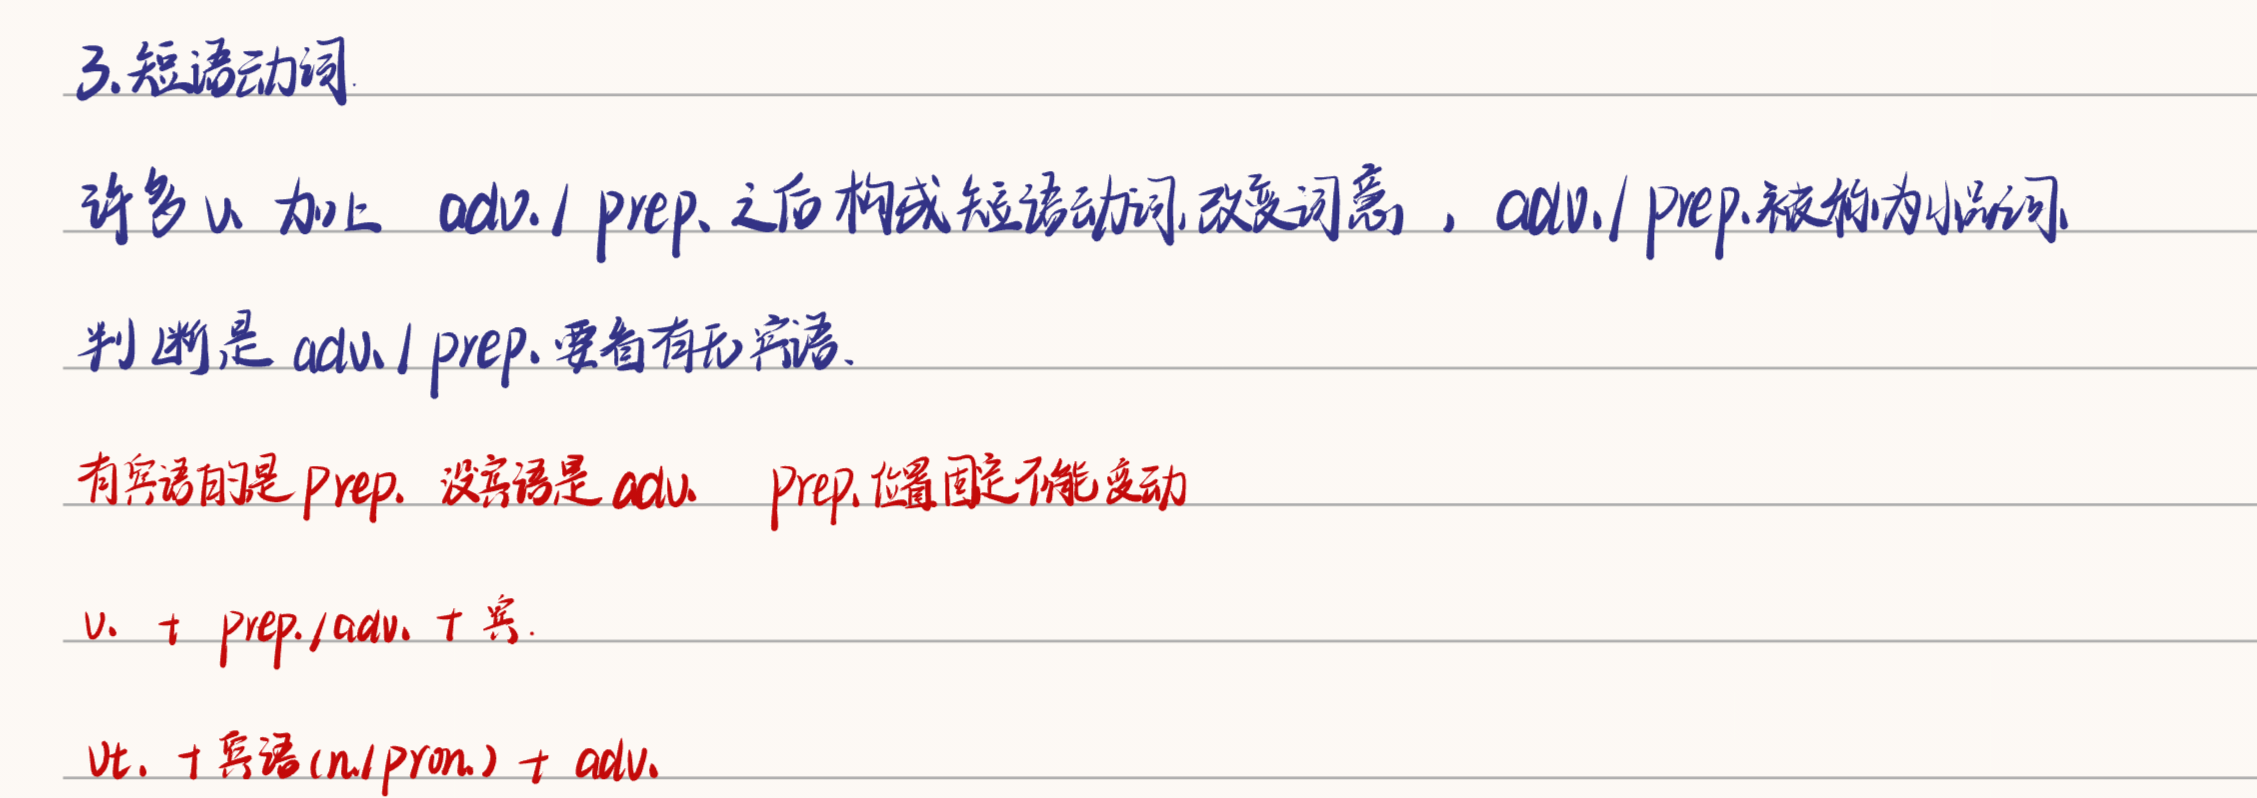 3.短语动词.
许多v. 加上 adv./prep.之后构成短语动词,改变词意,adv./prep.被称为小品词.
判断是adv./prep.要看有无宾语.
有宾语的是prep. 没宾语是adv. prep.位置固定不能变动
v. + prep./adv. + 宾.
vt. + 宾语(n./pron.) + adv.